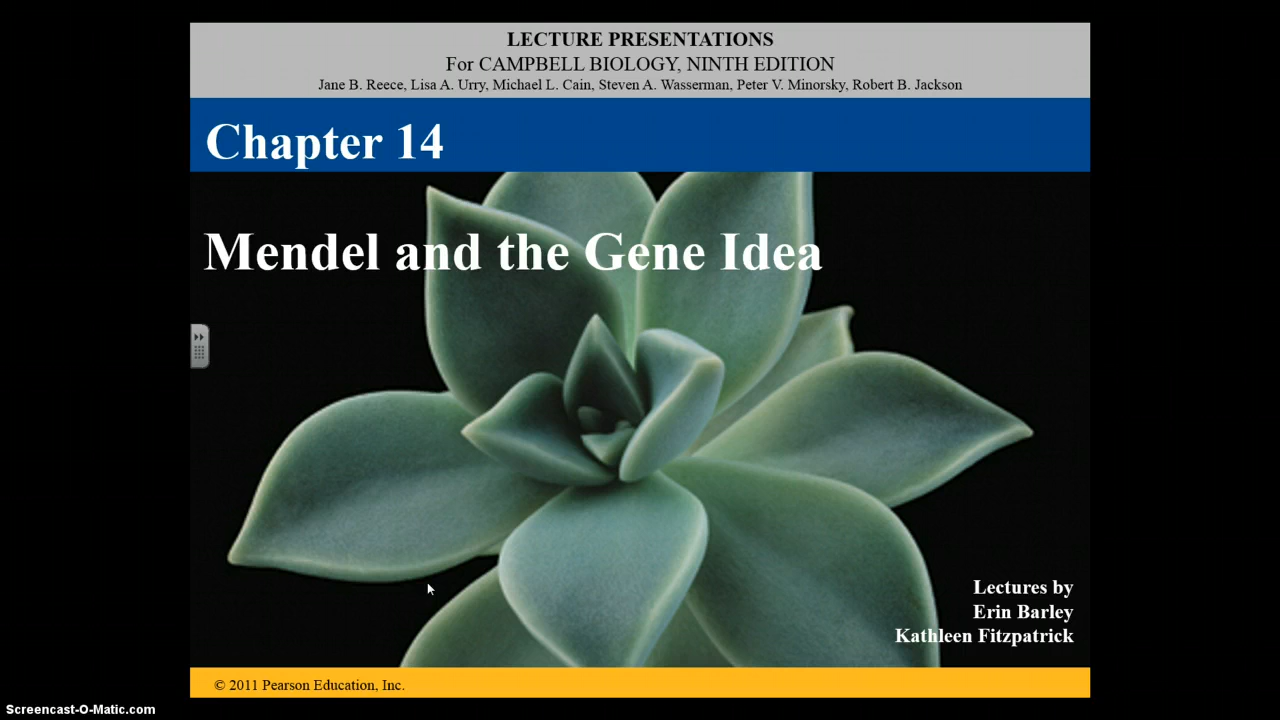 LECTURE PRESENTATIONS
For CAMPBELL BIOLOGY, NINTH EDITION
Jane B. Reece, Lisa A. Urry, Michael L. Cain, Steven A. Wasserman, Peter V. Minorsky, Robert B. Jackson
Chapter 14
Mendel and the Gene Idea
Lectures by
Erin Barley
Kathleen Fitzpatrick
© 2011 Pearson Education, Inc.
Screencast-O-Matic.com